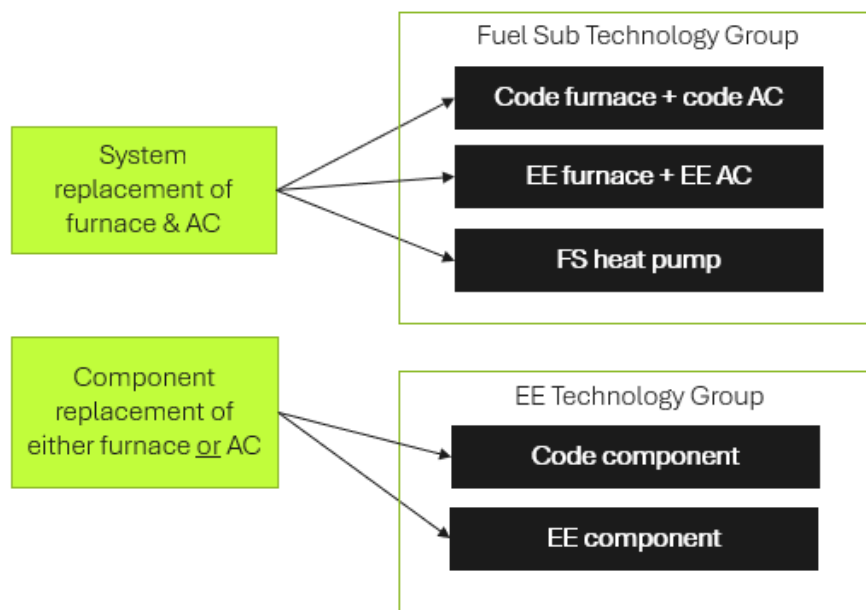 Fuel Sub Technology Group
System
replacement of
furnace & AC
Code furnace + code AC
EE furnace + EE AC
FS heat pump
Component
replacement of
either furnace or AC
EE Technology Group
Code component
EE component